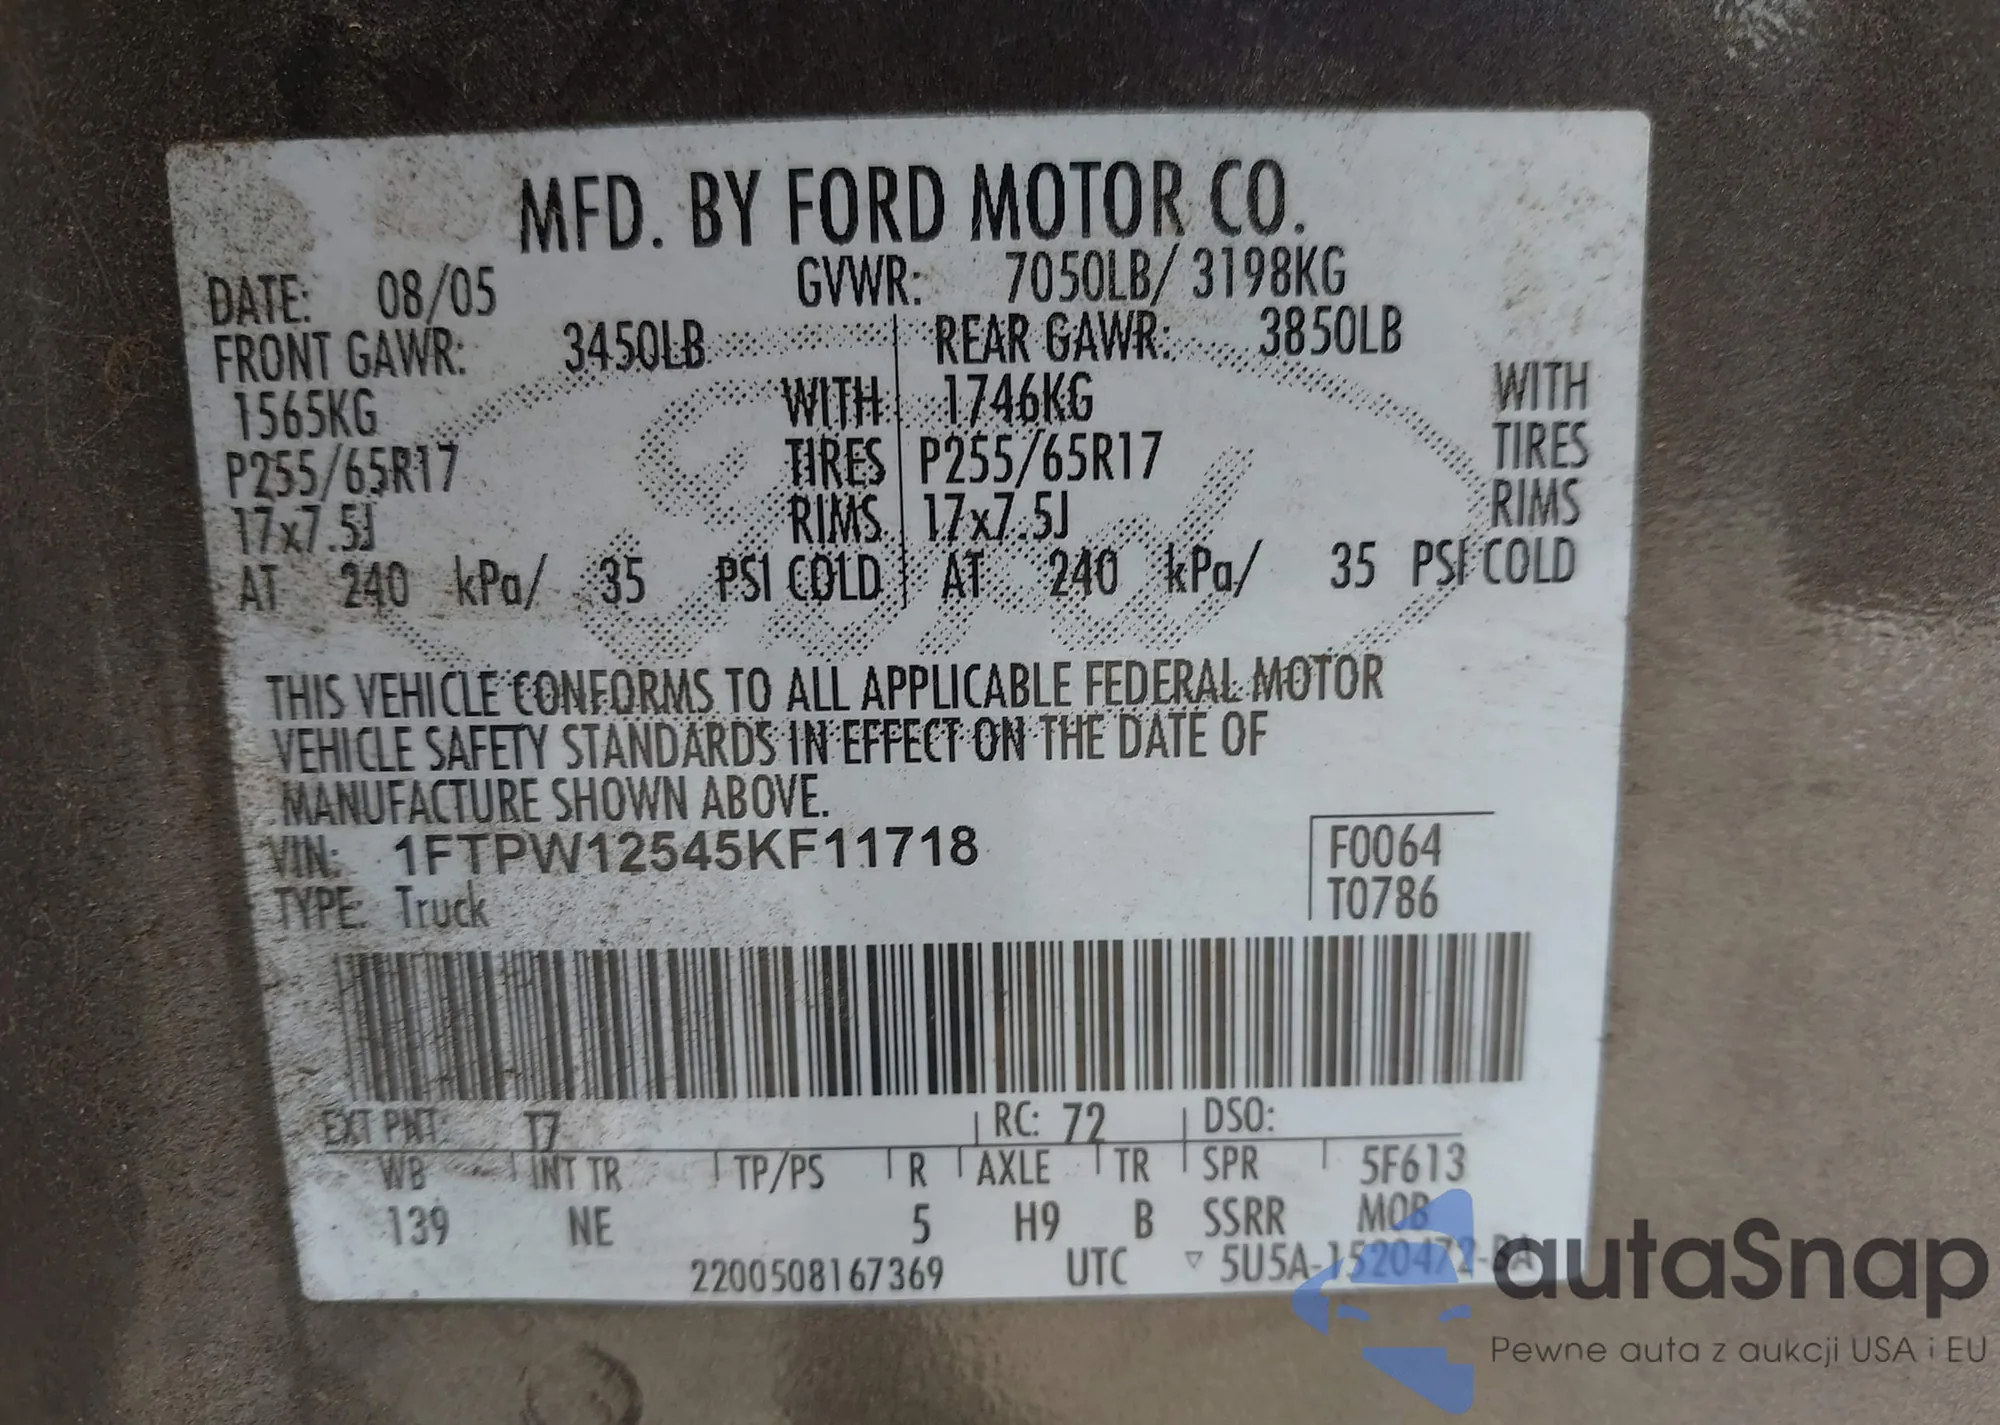 MFD. BY FORD MOTOR CO.
DATE: 08/05 GVWR: 7050LB/ 3198KG
FRONT GAWR: 3450LB REAR GAWR: 3850LB
1565KG WITH 1746KG WITH
P255/65R17 TIRES P255/65R17 TIRES
17x7.5J RIMS 17x7.5J RIMS
AT 240 kPa/ 35 PSI COLD AT 240 kPa/ 35 PSI COLD
THIS VEHICLE CONFORMS TO ALL APPLICABLE FEDERAL MOTOR
VEHICLE SAFETY STANDARDS IN EFFECT ON THE DATE OF
MANUFACTURE SHOWN ABOVE.
VIN: 1FTPW12545KF11718 F0064
TYPE: Truck T0786
EXT PNT: T7 RC: 72 DSO:
WB INT TR TP/PS R AXLE TR SPR 5F613
139 NE 5 H9 B SSRR MOB
2200508167369 UTC ▽ 5U5A-1520472-BA
autoSnap
Pewne auta z aukcji USA i EU